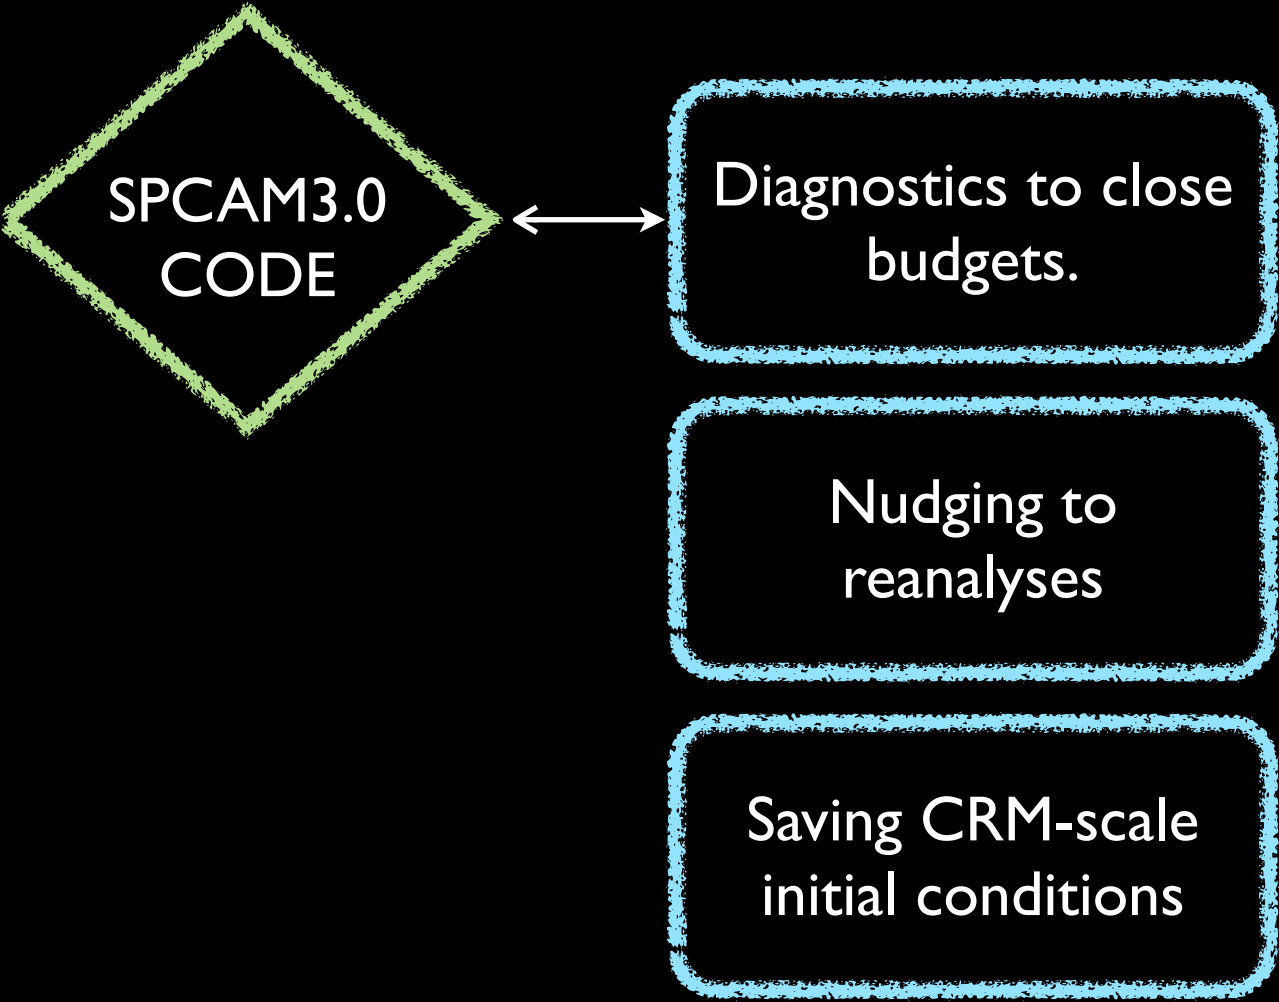 SPCAM3.0
CODE
Diagnostics to close
budgets.
Nudging to
reanalyses
Saving CRM-scale
initial conditions